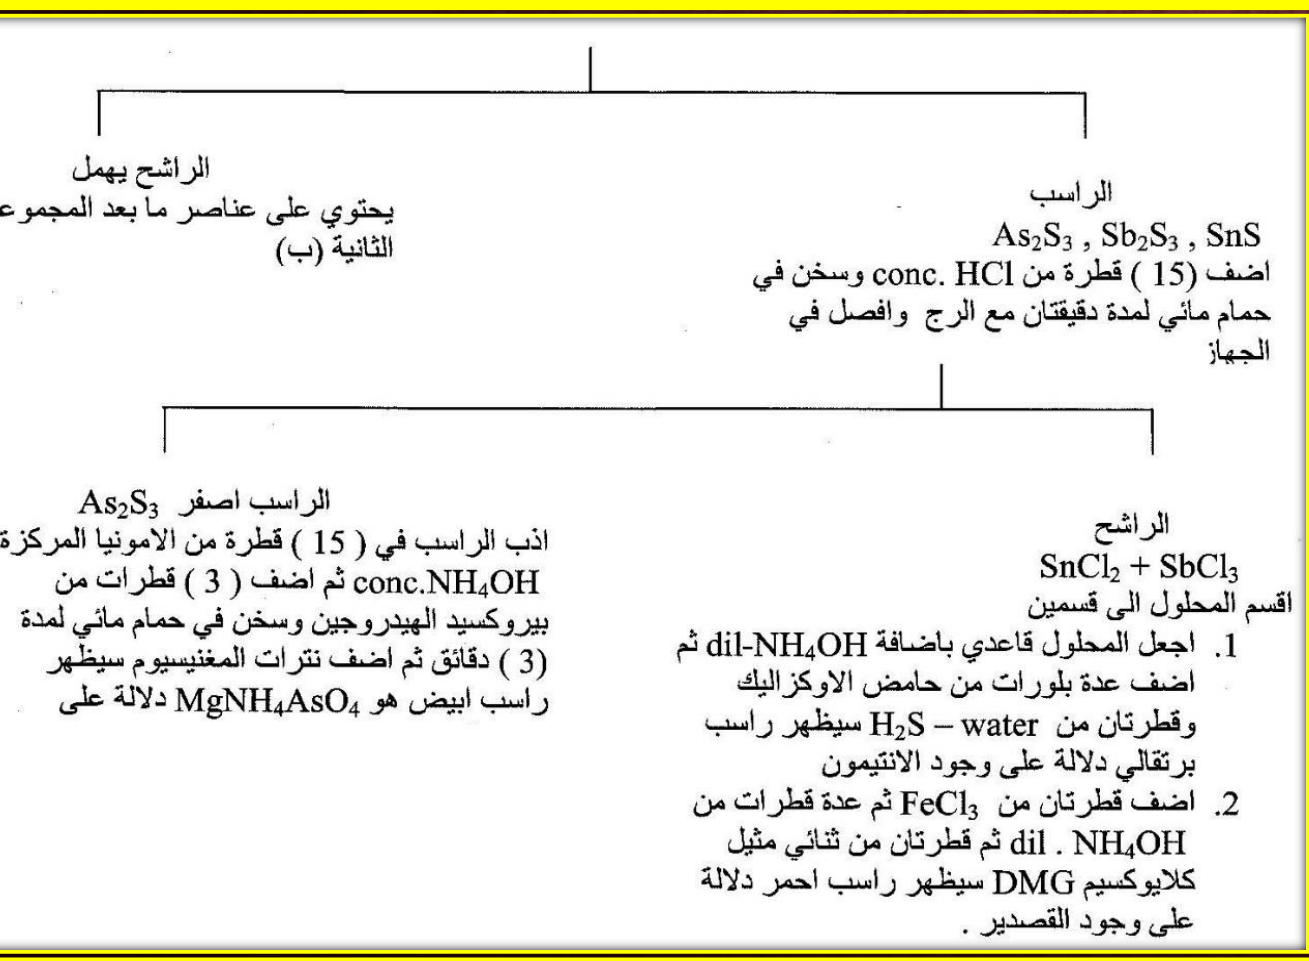 الراسب
As₂S₃ , Sb₂S₃ , SnS
اضف (15 ) قطرة من conc. HCl وسخن في
حمام مائي لمدة دقيقتان مع الرج وافصل في
الجهاز
الراشح يهمل
يحتوي على عناصر ما بعد المجموع
الثانية (ب)
الراشح
SnCl₂ + SbCl₃
اقسم المحلول الى قسمين
1. اجعل المحلول قاعدي باضافة dil-NH₄OH ثم
اضف عدة بلورات من حامض الاوكزاليك
وقطرتان من H₂S – water سيظهر راسب
برتقالي دلالة على وجود الانتيمون
2. اضف قطرتان من FeCl₃ ثم عدة قطرات من
dil . NH₄OH ثم قطرتان من ثنائي مثيل
كلايوكسيم DMG سيظهر راسب احمر دلالة
على وجود القصدير .
الراسب اصفر As₂S₃
اذب الراسب في ( 15 ) قطرة من الامونيا المركزة
conc.NH₄OH ثم اضف ( 3 ) قطرات من
بيروكسيد الهيدروجين وسخن في حمام مائي لمدة
(3 ) دقائق ثم اضف نترات المغنيسيوم سيظهر
راسب ابيض هو MgNH₄AsO₄ دلالة على